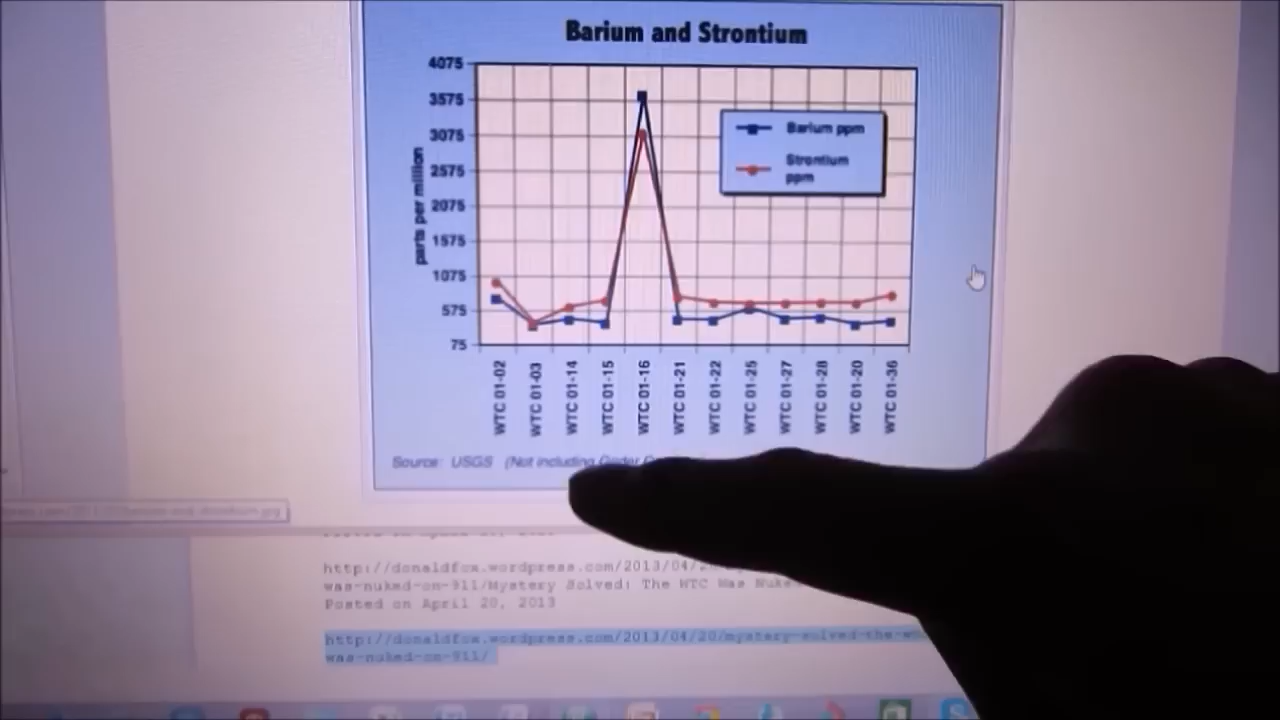 Barium and Strontium
4075
3575
3075
2575
2075
1575
1075
575
75
parts per million
Barium ppm
Strontium
ppm
WTC 01-02
WTC 01-03
WTC 01-14
WTC 01-15
WTC 01-16
WTC 01-21
WTC 01-22
WTC 01-25
WTC 01-27
WTC 01-28
WTC 01-20
WTC 01-36
Source: USGS (Not including Girder
http://donaldfox.wordpress.com/2013/04/2
was-nuked-on-911/Mystery Solved: The WTC Was Nuke
Posted on April 20, 2013
http://donaldfox.wordpress.com/2013/04/20/mystery-solved-the-w
was-nuked-on-911/